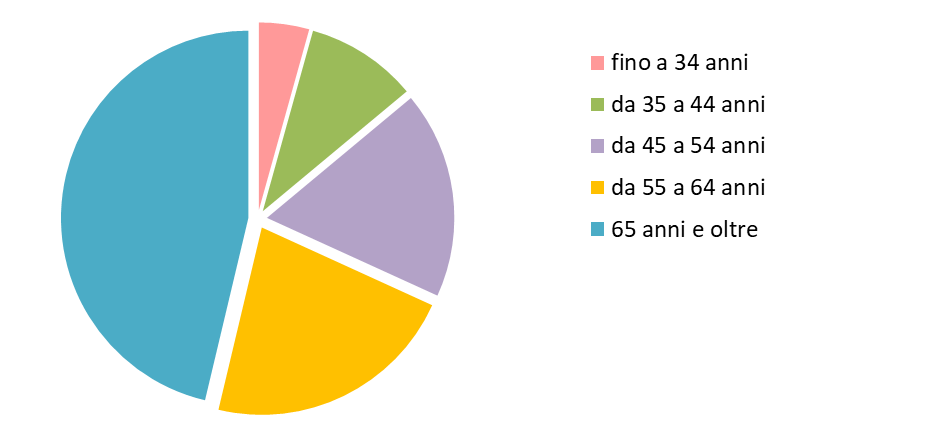 fino a 34 anni
da 35 a 44 anni
da 45 a 54 anni
da 55 a 64 anni
65 anni e oltre